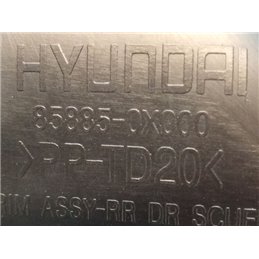 HYUNDAI
85885-0X000
>PP-TD20<
RIM ASSY-RR DR SCUF